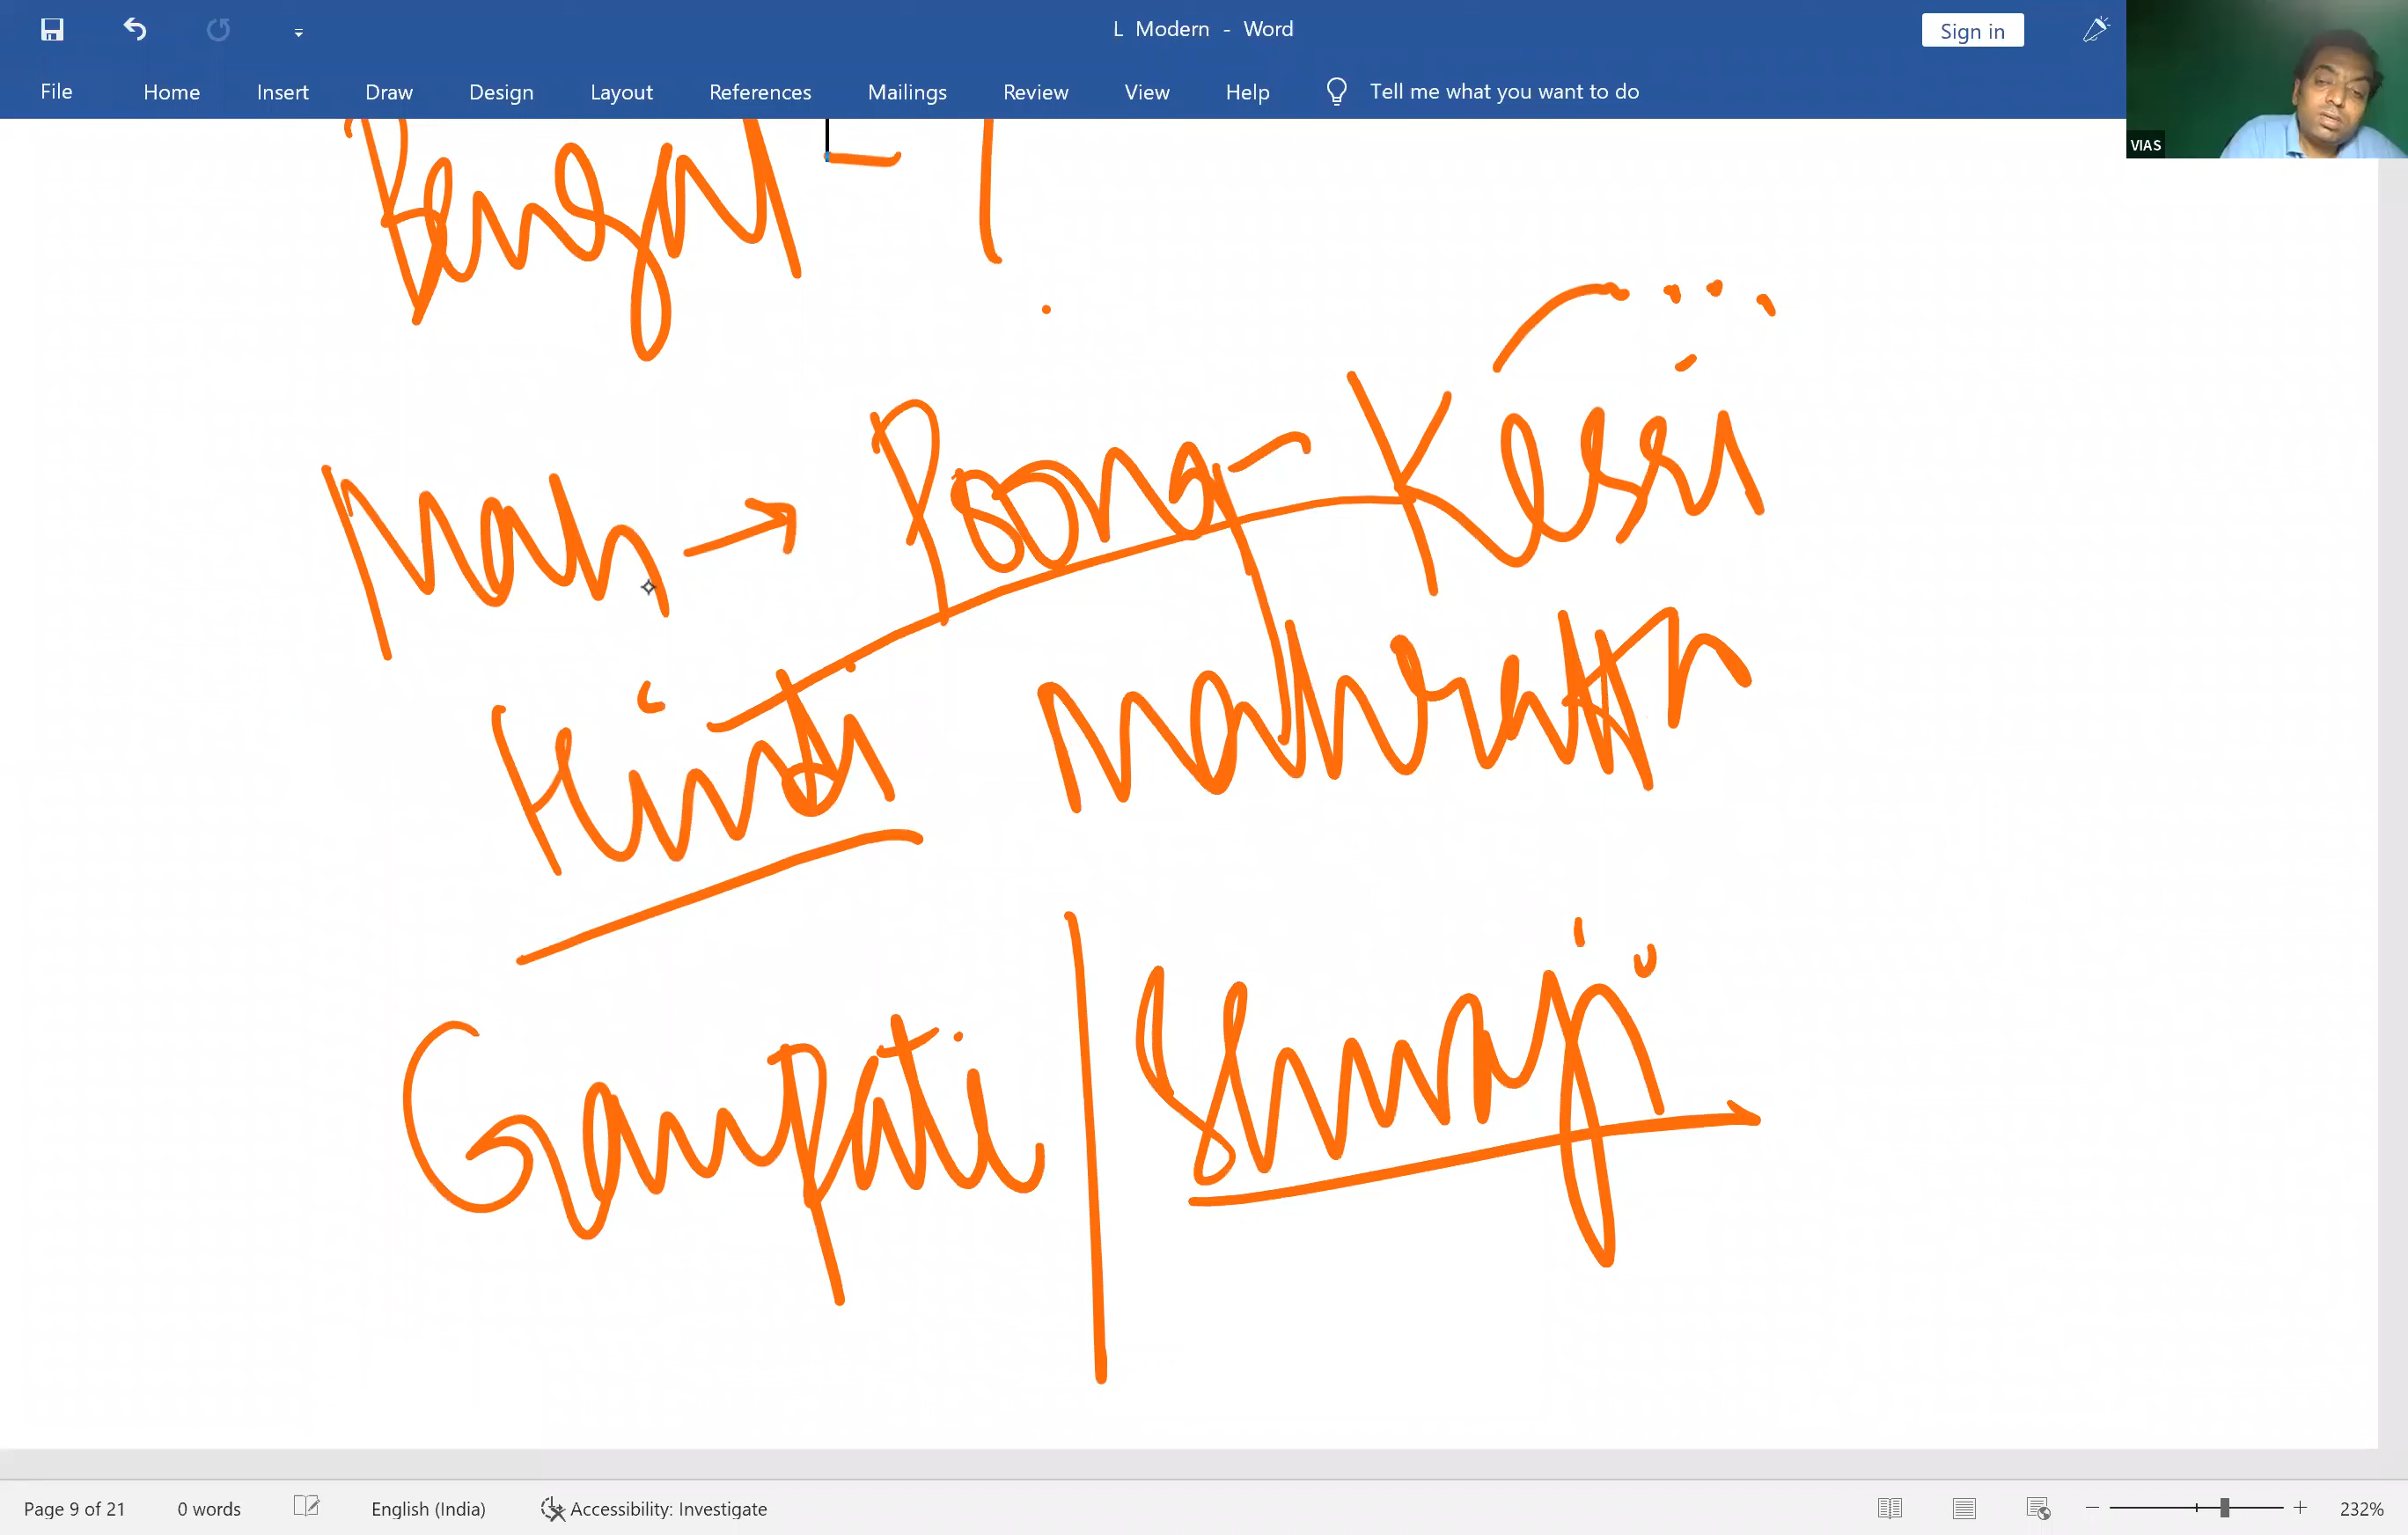 L Modern - Word
Sign in
File Home Insert Draw Design Layout References Mailings Review View Help Tell me what you want to do
VIAS
Bengal - 1
Mah → Poona - Kesri
Hindi Mahratta
Ganpati | Shivaji
Page 9 of 21 0 words English (India) Accessibility: Investigate 232%